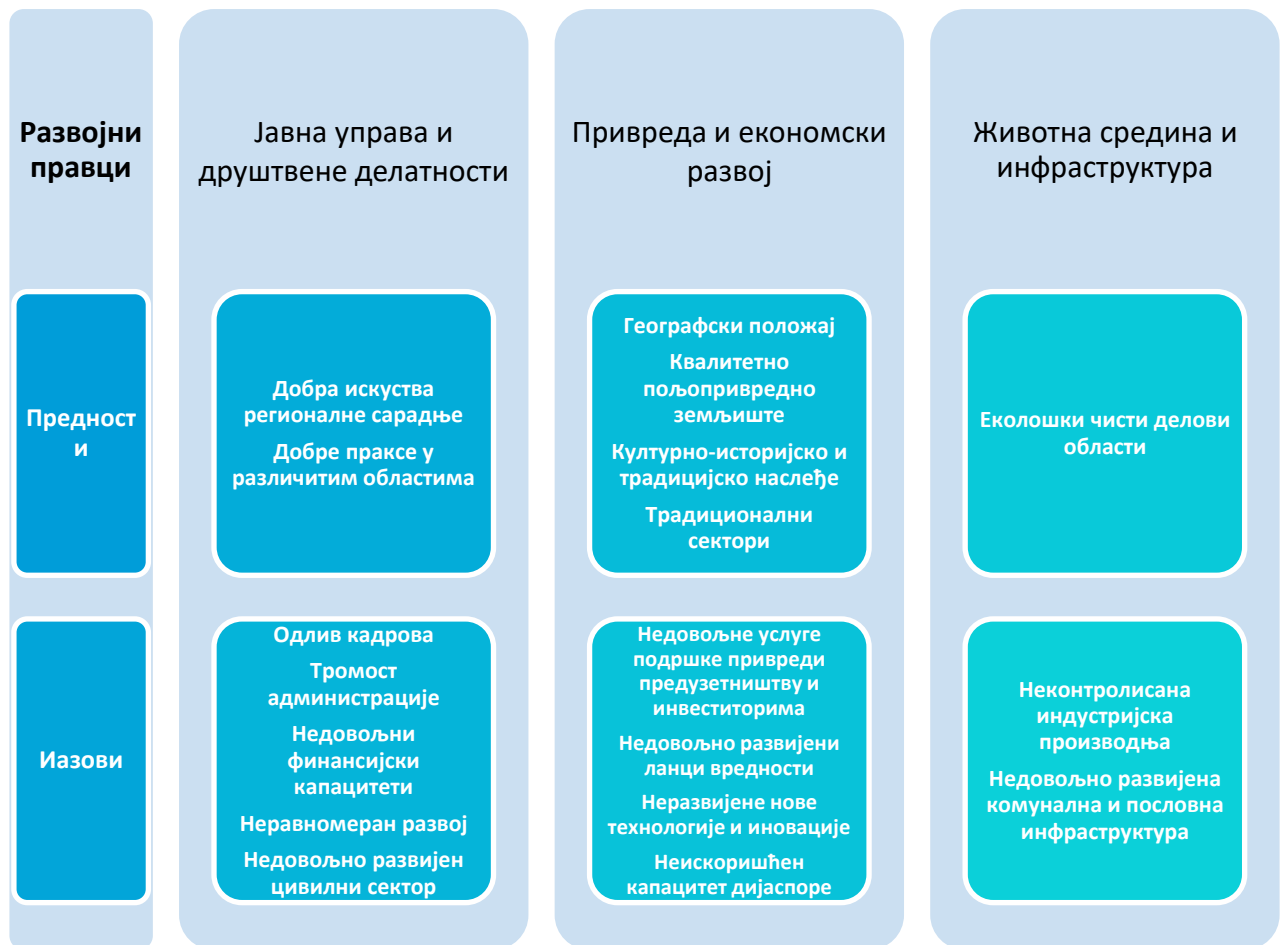 Развојни
правци
Јавна управа и
друштвене делатности
Привреда и економски
развој
Животна средина и
инфраструктура
Предност
и
Добра искуства
регионалне сарадње
Добре праксе у
различитим областима
Географски положај
Квалитетно
пољопривредно
земљиште
Културно-историјско и
традицијско наслеђе
Традиционални
сектори
Еколошки чисти делови
области
Иазови
Одлив кадрова
Тромост
администрације
Недовољни
финансијски
капацитети
Неравномеран развој
Недовољно развијен
цивилни сектор
Недовољне услуге
подршке привреди
предузетништву и
инвеститорима
Недовољно развијени
ланци вредности
Неразвијене нове
технологије и иновације
Неискоришћен
капацитет дијаспоре
Неконтролисана
индустријска
производња
Недовољно развијена
комунална и пословна
инфраструктура